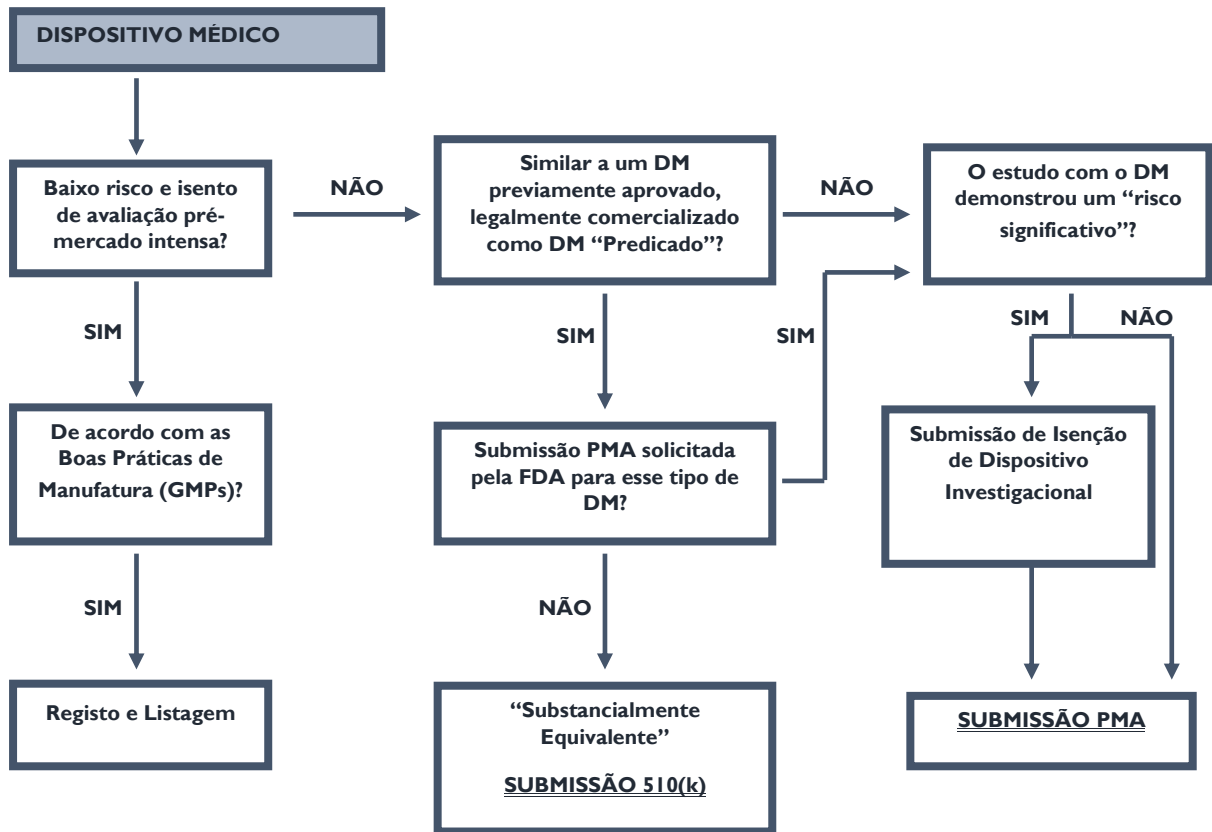 DISPOSITIVO MÉDICO
Baixo risco e isento
de avaliação pré-
mercado intensa?
NÃO
Similar a um DM
previamente aprovado,
legalmente comercializado
como DM “Predicado”?
NÃO
O estudo com o DM
demonstrou um “risco
significativo”?
SIM
SIM
SIM
SIM
NÃO
De acordo com as
Boas Práticas de
Manufatura (GMPs)?
Submissão PMA solicitada
pela FDA para esse tipo de
DM?
Submissão de Isenção
de Dispositivo
Investigacional
SIM
NÃO
Registo e Listagem
“Substancialmente
Equivalente”
SUBMISSÃO 510(k)
SUBMISSÃO PMA